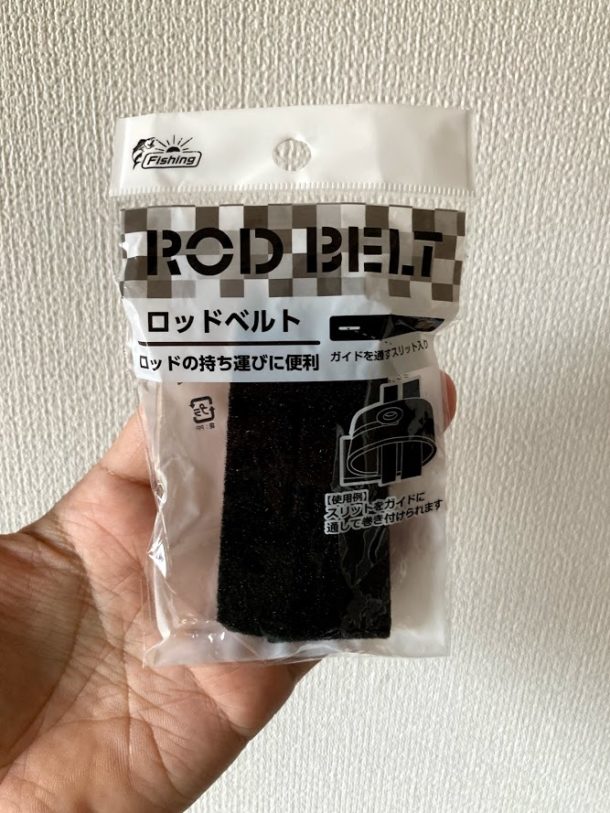 Fishing
ROD BELT
ロッドベルト
ロッドの持ち運びに便利
ガイドを通すスリット入り
プラ
【使用例】
スリットをガイドに
通して巻き付けられます